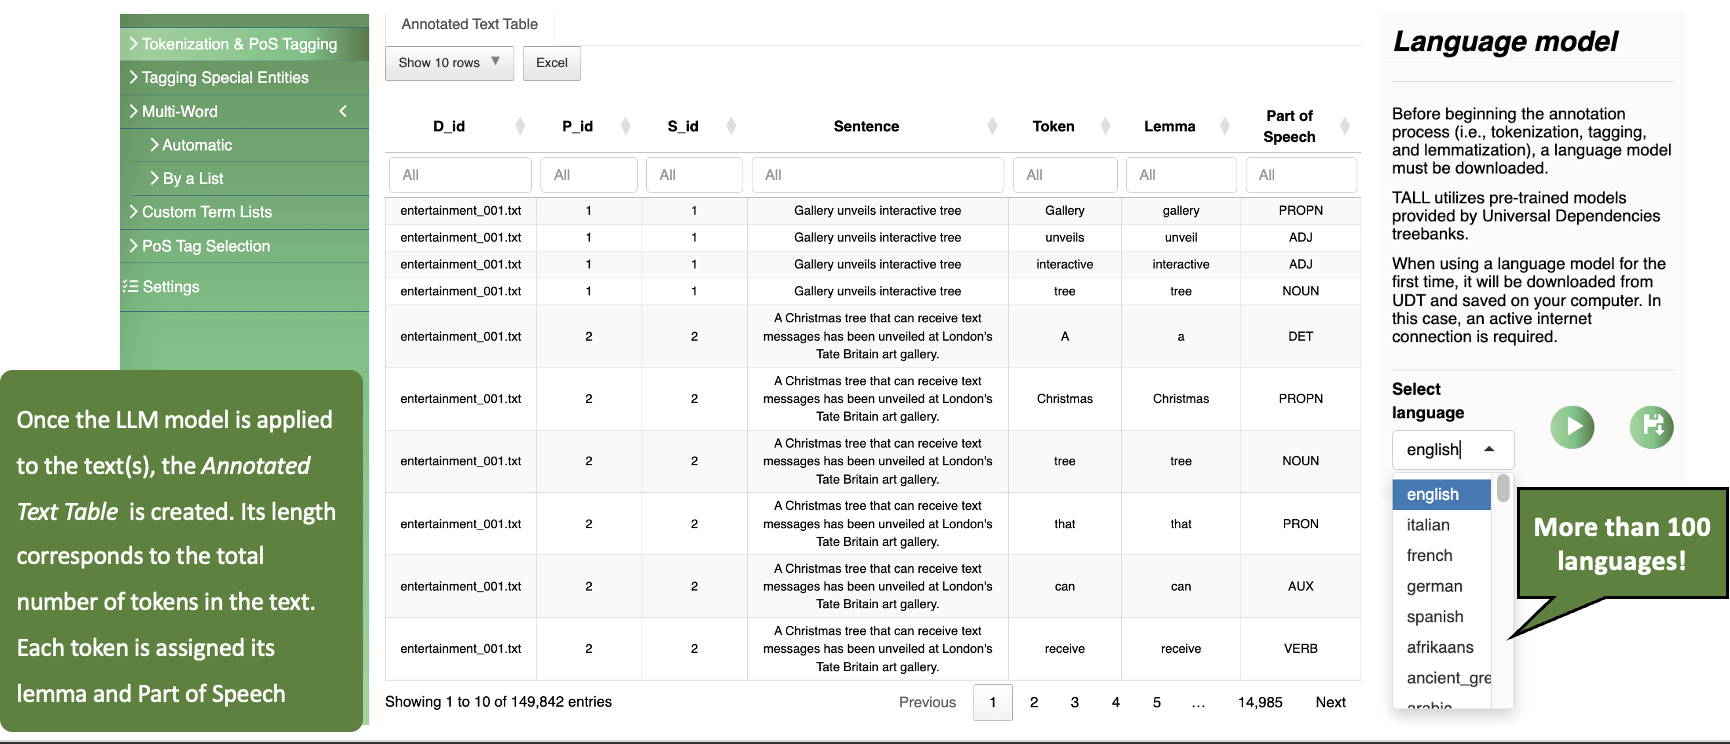 Tokenization & PoS Tagging
Tagging Special Entities
Multi-Word
Automatic
By a List
Custom Term Lists
PoS Tag Selection
Settings
Once the LLM model is applied
to the text(s), the Annotated
Text Table is created. Its length
corresponds to the total
number of tokens in the text.
Each token is assigned its
lemma and Part of Speech
Annotated Text Table
Show 10 rows Excel
D_id P_id S_id Sentence Token Lemma Part of
Speech
All All All All All All All
entertainment_001.txt 1 1 Gallery unveils interactive tree Gallery gallery PROPN
entertainment_001.txt 1 1 Gallery unveils interactive tree unveils unveil ADJ
entertainment_001.txt 1 1 Gallery unveils interactive tree interactive interactive ADJ
entertainment_001.txt 1 1 Gallery unveils interactive tree tree tree NOUN
A Christmas tree that can receive text
entertainment_001.txt 2 2 messages has been unveiled at London's A a DET
Tate Britain art gallery.
A Christmas tree that can receive text
entertainment_001.txt 2 2 messages has been unveiled at London's Christmas Christmas PROPN
Tate Britain art gallery.
A Christmas tree that can receive text
entertainment_001.txt 2 2 messages has been unveiled at London's tree tree NOUN
Tate Britain art gallery.
A Christmas tree that can receive text
entertainment_001.txt 2 2 messages has been unveiled at London's that that PRON
Tate Britain art gallery.
A Christmas tree that can receive text
entertainment_001.txt 2 2 messages has been unveiled at London's can can AUX
Tate Britain art gallery.
A Christmas tree that can receive text
entertainment_001.txt 2 2 messages has been unveiled at London's receive receive VERB
Tate Britain art gallery.
Showing 1 to 10 of 149,842 entries Previous 1 2 3 4 5 ... 14,985 Next
Language model
Before beginning the annotation
process (i.e., tokenization, tagging,
and lemmatization), a language model
must be downloaded.
TALL utilizes pre-trained models
provided by Universal Dependencies
treebanks.
When using a language model for the
first time, it will be downloaded from
UDT and saved on your computer. In
this case, an active internet
connection is required.
Select
language
english
english
italian
french
german
spanish
afrikaans
ancient_gre
arabic
More than 100
languages!